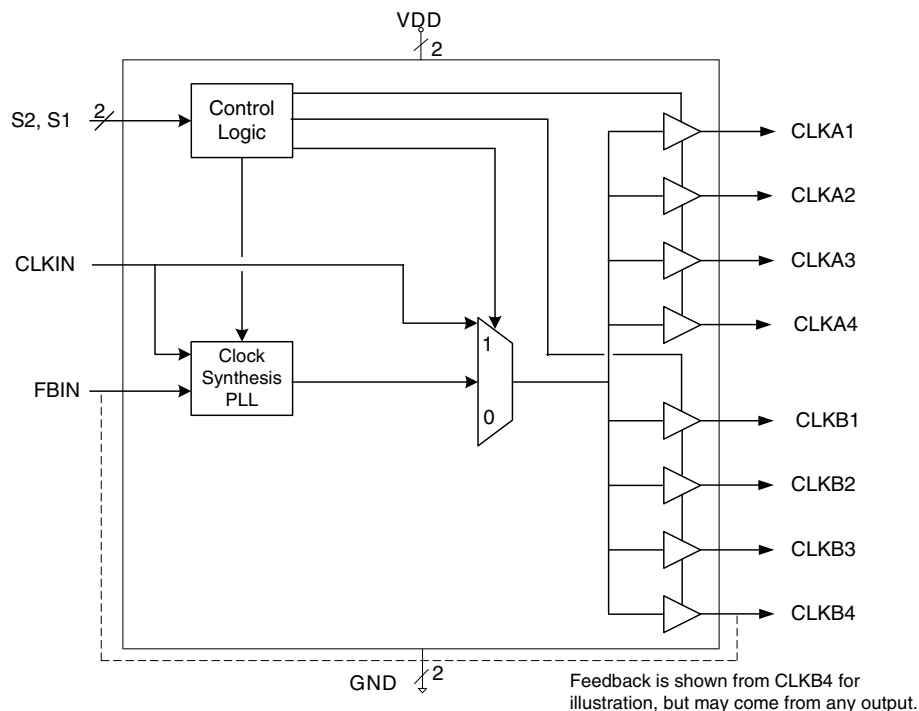 VDD
2
S2, S1
2
Control
Logic
CLKA1
CLKA2
CLKIN
CLKA3
CLKA4
1
Clock
Synthesis
PLL
FBIN
0
CLKB1
CLKB2
CLKB3
CLKB4
GND
2
Feedback is shown from CLKB4 for
illustration, but may come from any output.